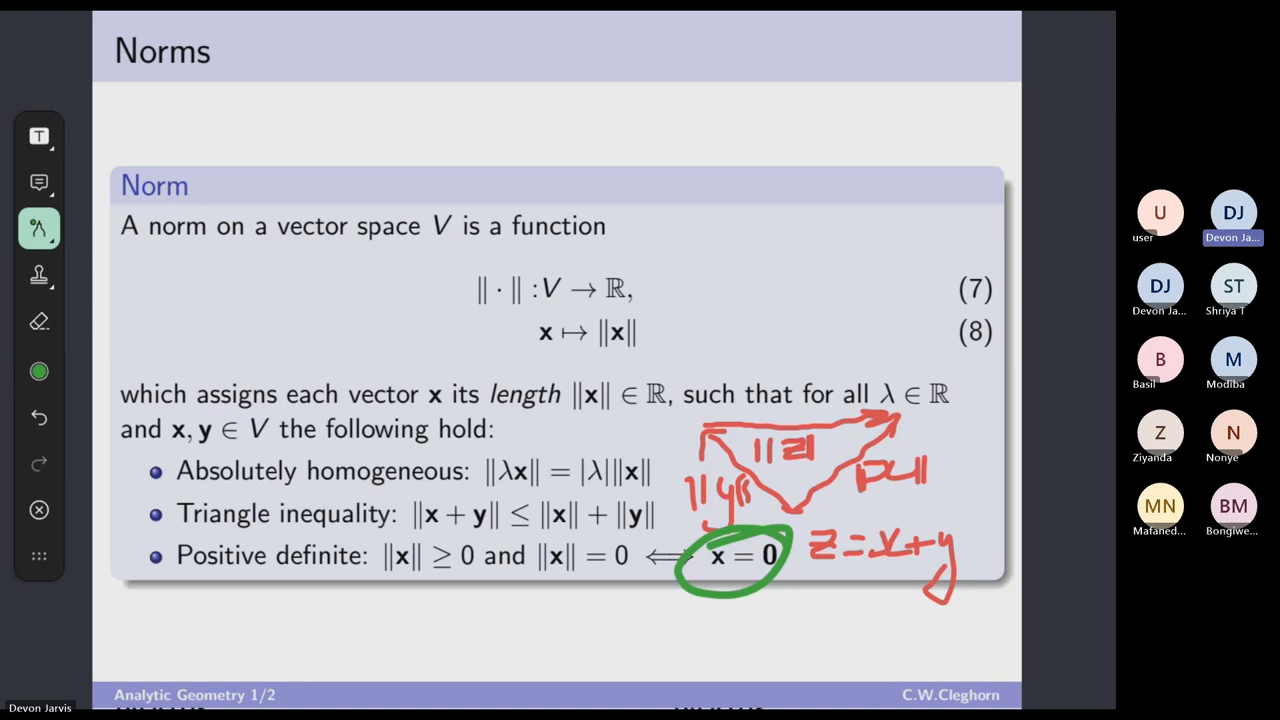 Norms
Norm
A norm on a vector space V is a function
‖ · ‖ : V → ℝ, (7)
x ↦ ‖x‖ (8)
which assigns each vector x its length ‖x‖ ∈ ℝ, such that for all λ ∈ ℝ
and x, y ∈ V the following hold:
Absolutely homogeneous: ‖λx‖ = |λ|‖x‖
Triangle inequality: ‖x + y‖ ≤ ‖x‖ + ‖y‖
Positive definite: ‖x‖ ≥ 0 and ‖x‖ = 0 ⟺ x = 0
||z||
||x||
||y||
z = x + y
Analytic Geometry 1/2
C.W.Cleghorn
Devon Jarvis
T
U
user
DJ
Devon Ja...
DJ
Devon Ja...
ST
Shriya T
B
Basil
M
Modiba
Z
Ziyanda
N
Nonye
MN
Mafaned...
BM
Bongiwe...